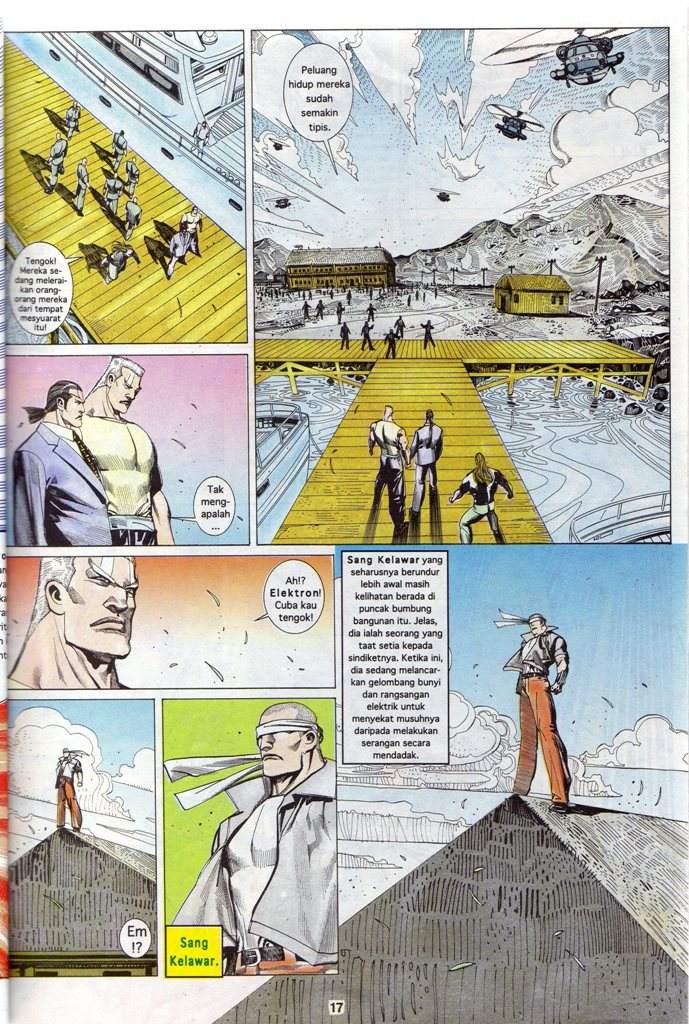 Tengok!
Mereka se-
dang melerai-
kan orang-
orang mereka
dari tempat
mesyuarat
itu!
Peluang
hidup mereka
sudah
semakin
tipis.
Tak
meng-
apalah
...
Ah!?
Elektron!
Cuba kau
tengok!
Sang Kelawar yang
seharusnya berundur
lebih awal masih
kelihatan berada di
puncak bumbung
bangunan itu. Jelas,
dia ialah seorang yang
taat setia kepada
sindiketnya. Ketika ini,
dia sedang melancar-
kan gelombang bunyi
dan rangsangan
elektrik untuk
menyekat musuhnya
daripada melakukan
serangan secara
mendadak.
Em
!?
Sang
Kelawar.
17